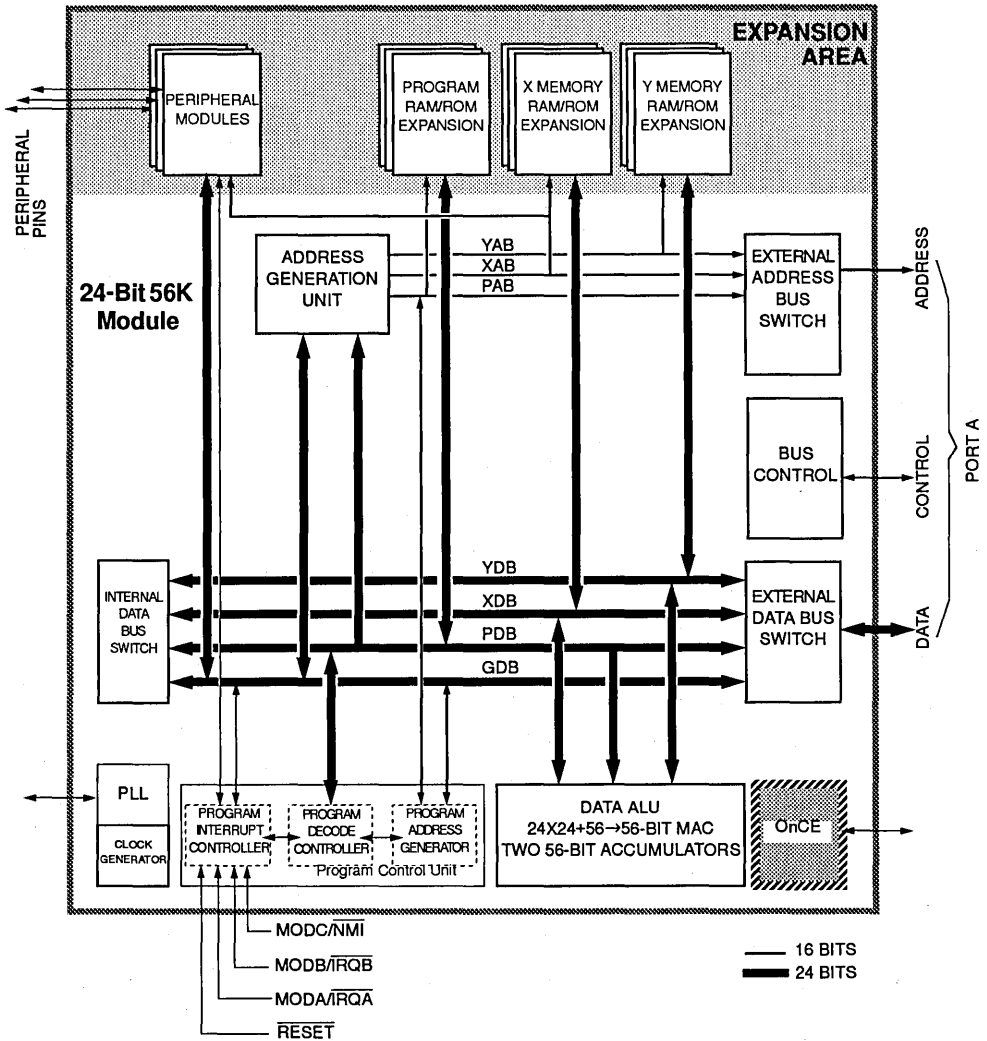 EXPANSION
AREA
PERIPHERAL
MODULES
PROGRAM
RAM/ROM
EXPANSION
X MEMORY
RAM/ROM
EXPANSION
Y MEMORY
RAM/ROM
EXPANSION
PERIPHERAL
PINS
24-Bit 56K
Module
ADDRESS
GENERATION
UNIT
YAB
XAB
PAB
EXTERNAL
ADDRESS
BUS
SWITCH
ADDRESS
BUS
CONTROL
CONTROL
PORT A
INTERNAL
DATA
BUS
SWITCH
YDB
XDB
PDB
GDB
EXTERNAL
DATA BUS
SWITCH
DATA
PLL
CLOCK
GENERATOR
PROGRAM
INTERRUPT
CONTROLLER
PROGRAM
DECODE
CONTROLLER
PROGRAM
ADDRESS
GENERATOR
Program Control Unit
DATA ALU
24X24+56→56-BIT MAC
TWO 56-BIT ACCUMULATORS
OnCE
MODC/N̅M̅I̅
MODB/I̅R̅Q̅B̅
MODA/I̅R̅Q̅A̅
R̅E̅S̅E̅T̅
16 BITS
24 BITS